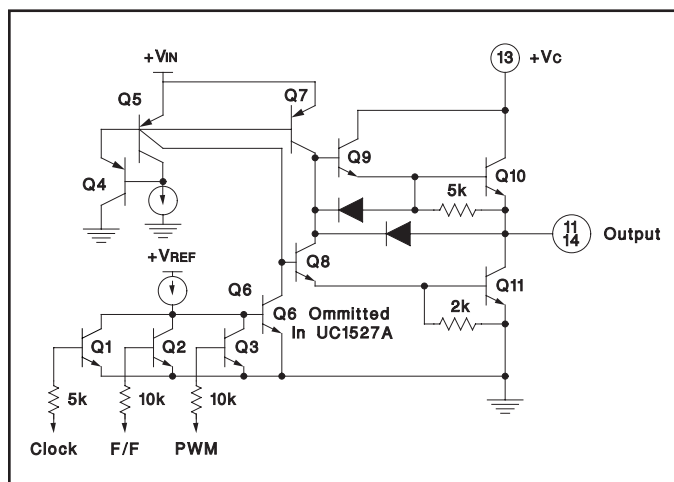 +VIN
13 +VC
Q5
Q7
Q9
Q10
Q4
5k
11
14
Output
+VREF
Q8
Q11
Q6
Q6 Ommitted
In UC1527A
2k
Q1
Q2
Q3
5k
10k
10k
Clock
F/F
PWM